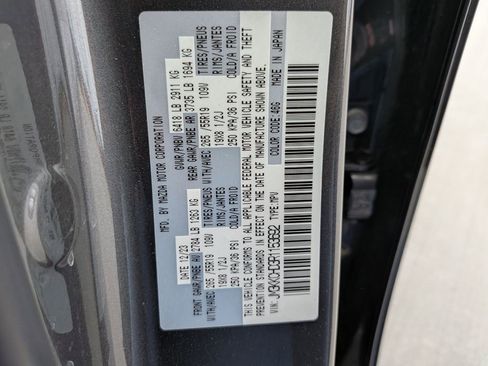 MFD. BY MAZDA MOTOR CORPORATION
DATE: 12/23 GVWR/PNBV 6418 LB 2911 KG
FRONT GAWR/PNBE AV 2784 LB 1263 KG REAR GAWR/PNBE AR 3735 LB 1694 KG
WITH/AVEC 265/55R19 109V TIRES/PNEUS WITH/AVEC 265/55R19 109V TIRES/PNEUS
19X8 1/2J RIMS/JANTES 19X8 1/2J RIMS/JANTES
250 KPA/36 PSI COLD/A FROID 250 KPA/36 PSI COLD/A FROID
THIS VEHICLE CONFORMS TO ALL APPLICABLE FEDERAL MOTOR VEHICLE SAFETY AND THEFT
PREVENTION STANDARDS IN EFFECT ON THE DATE OF MANUFACTURE SHOWN ABOVE.
COLOR CODE: 46G MADE IN JAPAN
TYPE: MPV